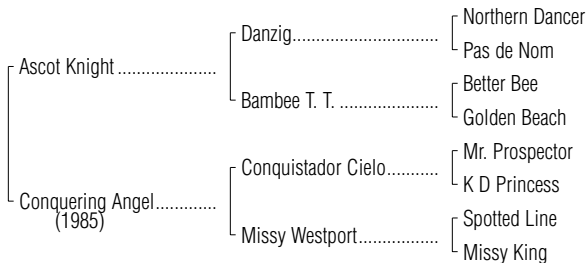 Northern Dancer
Danzig..............................
Pas de Nom
Ascot Knight ....................
Better Bee
Bambee T. T. ....................
Golden Beach
Mr. Prospector
Conquistador Cielo...........
K D Princess
Conquering Angel.............
(1985)
Spotted Line
Missy Westport.................
Missy King